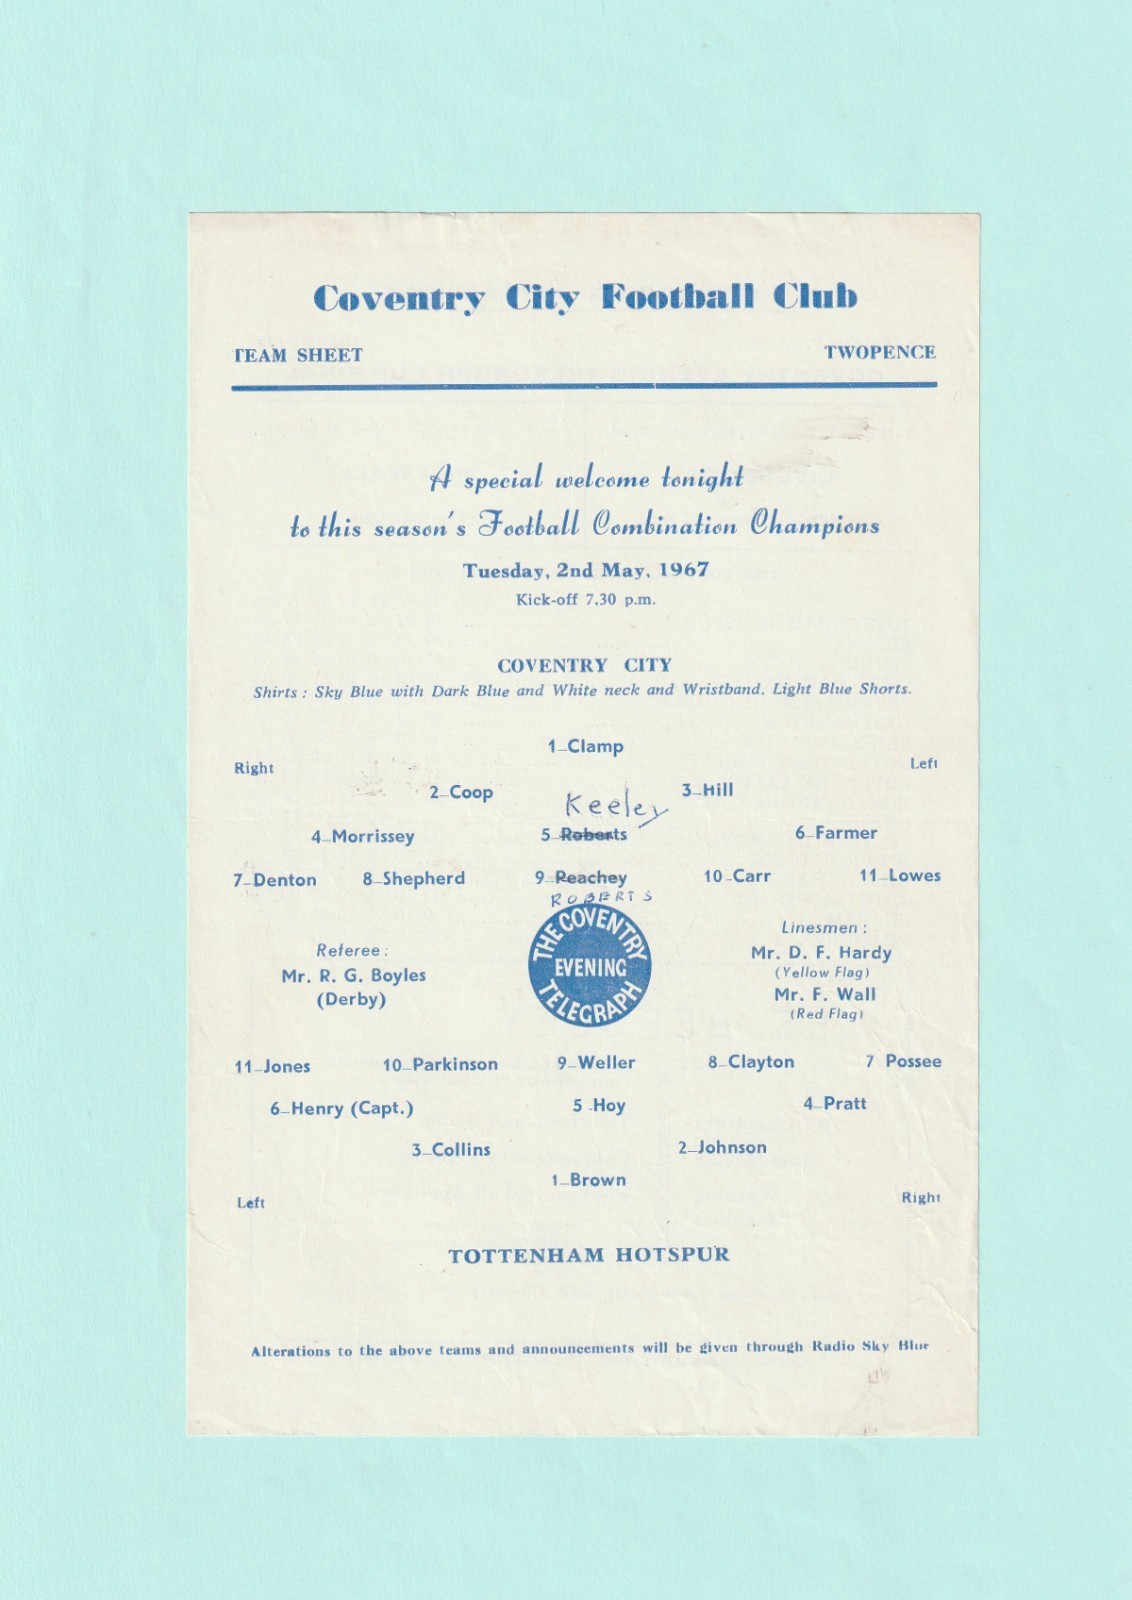 Coventry City Football Club
TEAM SHEET TWOPENCE
A special welcome tonight
to this season's Football Combination Champions
Tuesday, 2nd May, 1967
Kick-off 7.30 p.m.
COVENTRY CITY
Shirts : Sky Blue with Dark Blue and White neck and Wristband. Light Blue Shorts.
1–Clamp
Right Left
2–Coop 3–Hill
Keeley
4–Morrissey 5–Roberts 6–Farmer
7–Denton 8–Shepherd 9–Peachey 10–Carr 11–Lowes
ROBERTS
THE COVENTRY
EVENING
TELEGRAPH
Referee :
Mr. R. G. Boyles
(Derby)
Linesmen :
Mr. D. F. Hardy
(Yellow Flag)
Mr. F. Wall
(Red Flag)
11–Jones 10–Parkinson 9–Weller 8–Clayton 7 Possee
6–Henry (Capt.) 5 -Hoy 4–Pratt
3–Collins 2–Johnson
1–Brown
Left Right
TOTTENHAM HOTSPUR
Alterations to the above teams and announcements will be given through Radio Sky Blue